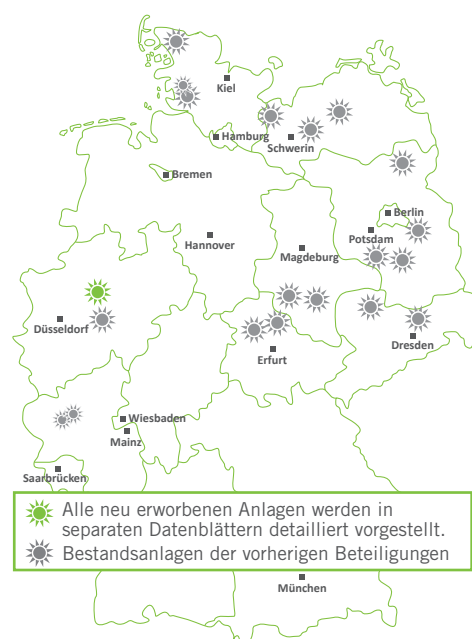 Kiel
Hamburg
Schwerin
Bremen
Berlin
Potsdam
Hannover
Magdeburg
Düsseldorf
Dresden
Erfurt
Wiesbaden
Mainz
Saarbrücken
Alle neu erworbenen Anlagen werden in
separaten Datenblättern detailliert vorgestellt.
Bestandsanlagen der vorherigen Beteiligungen
München